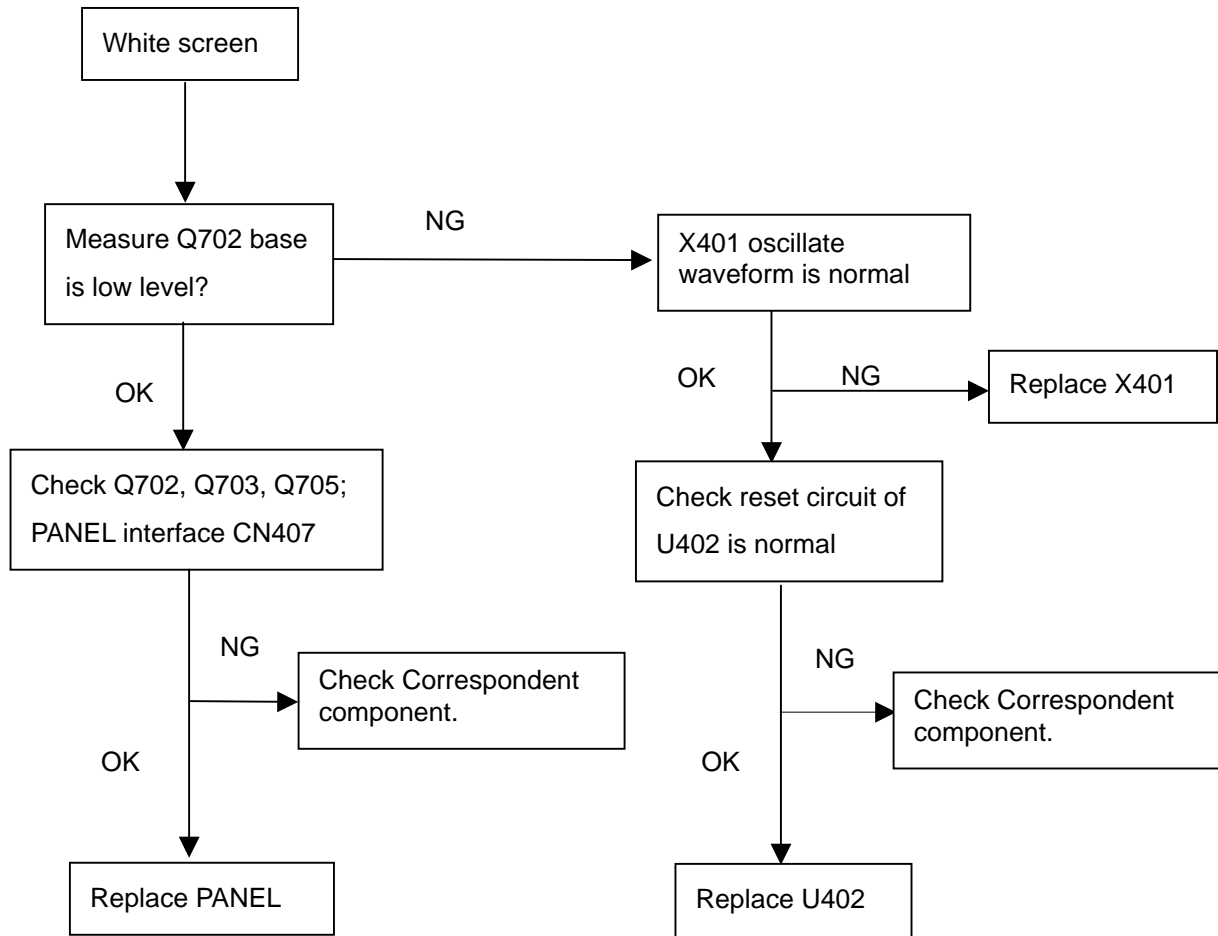 White screen
Measure Q702 base
is low level?
NG
X401 oscillate
waveform is normal
OK
OK
NG
Replace X401
Check Q702, Q703, Q705;
PANEL interface CN407
Check reset circuit of
U402 is normal
NG
Check Correspondent
component.
NG
Check Correspondent
component.
OK
OK
Replace PANEL
Replace U402